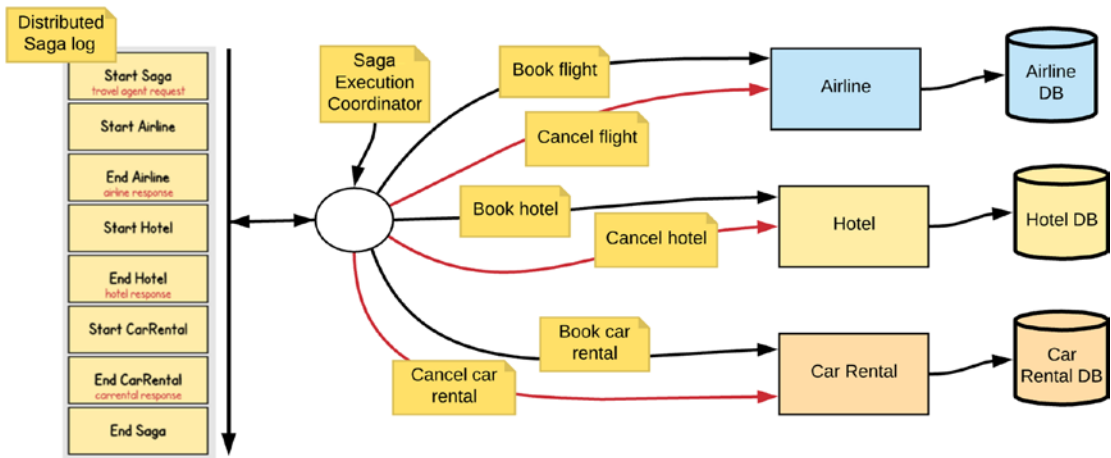 Distributed
Saga log
Start Saga
travel agent request
Start Airline
End Airline
airline response
Start Hotel
End Hotel
hotel response
Start CarRental
End CarRental
carrental response
End Saga
Saga
Execution
Coordinator
Book flight
Cancel flight
Book hotel
Cancel hotel
Book car
rental
Cancel car
rental
Airline
Hotel
Car Rental
Airline
DB
Hotel DB
Car
Rental DB